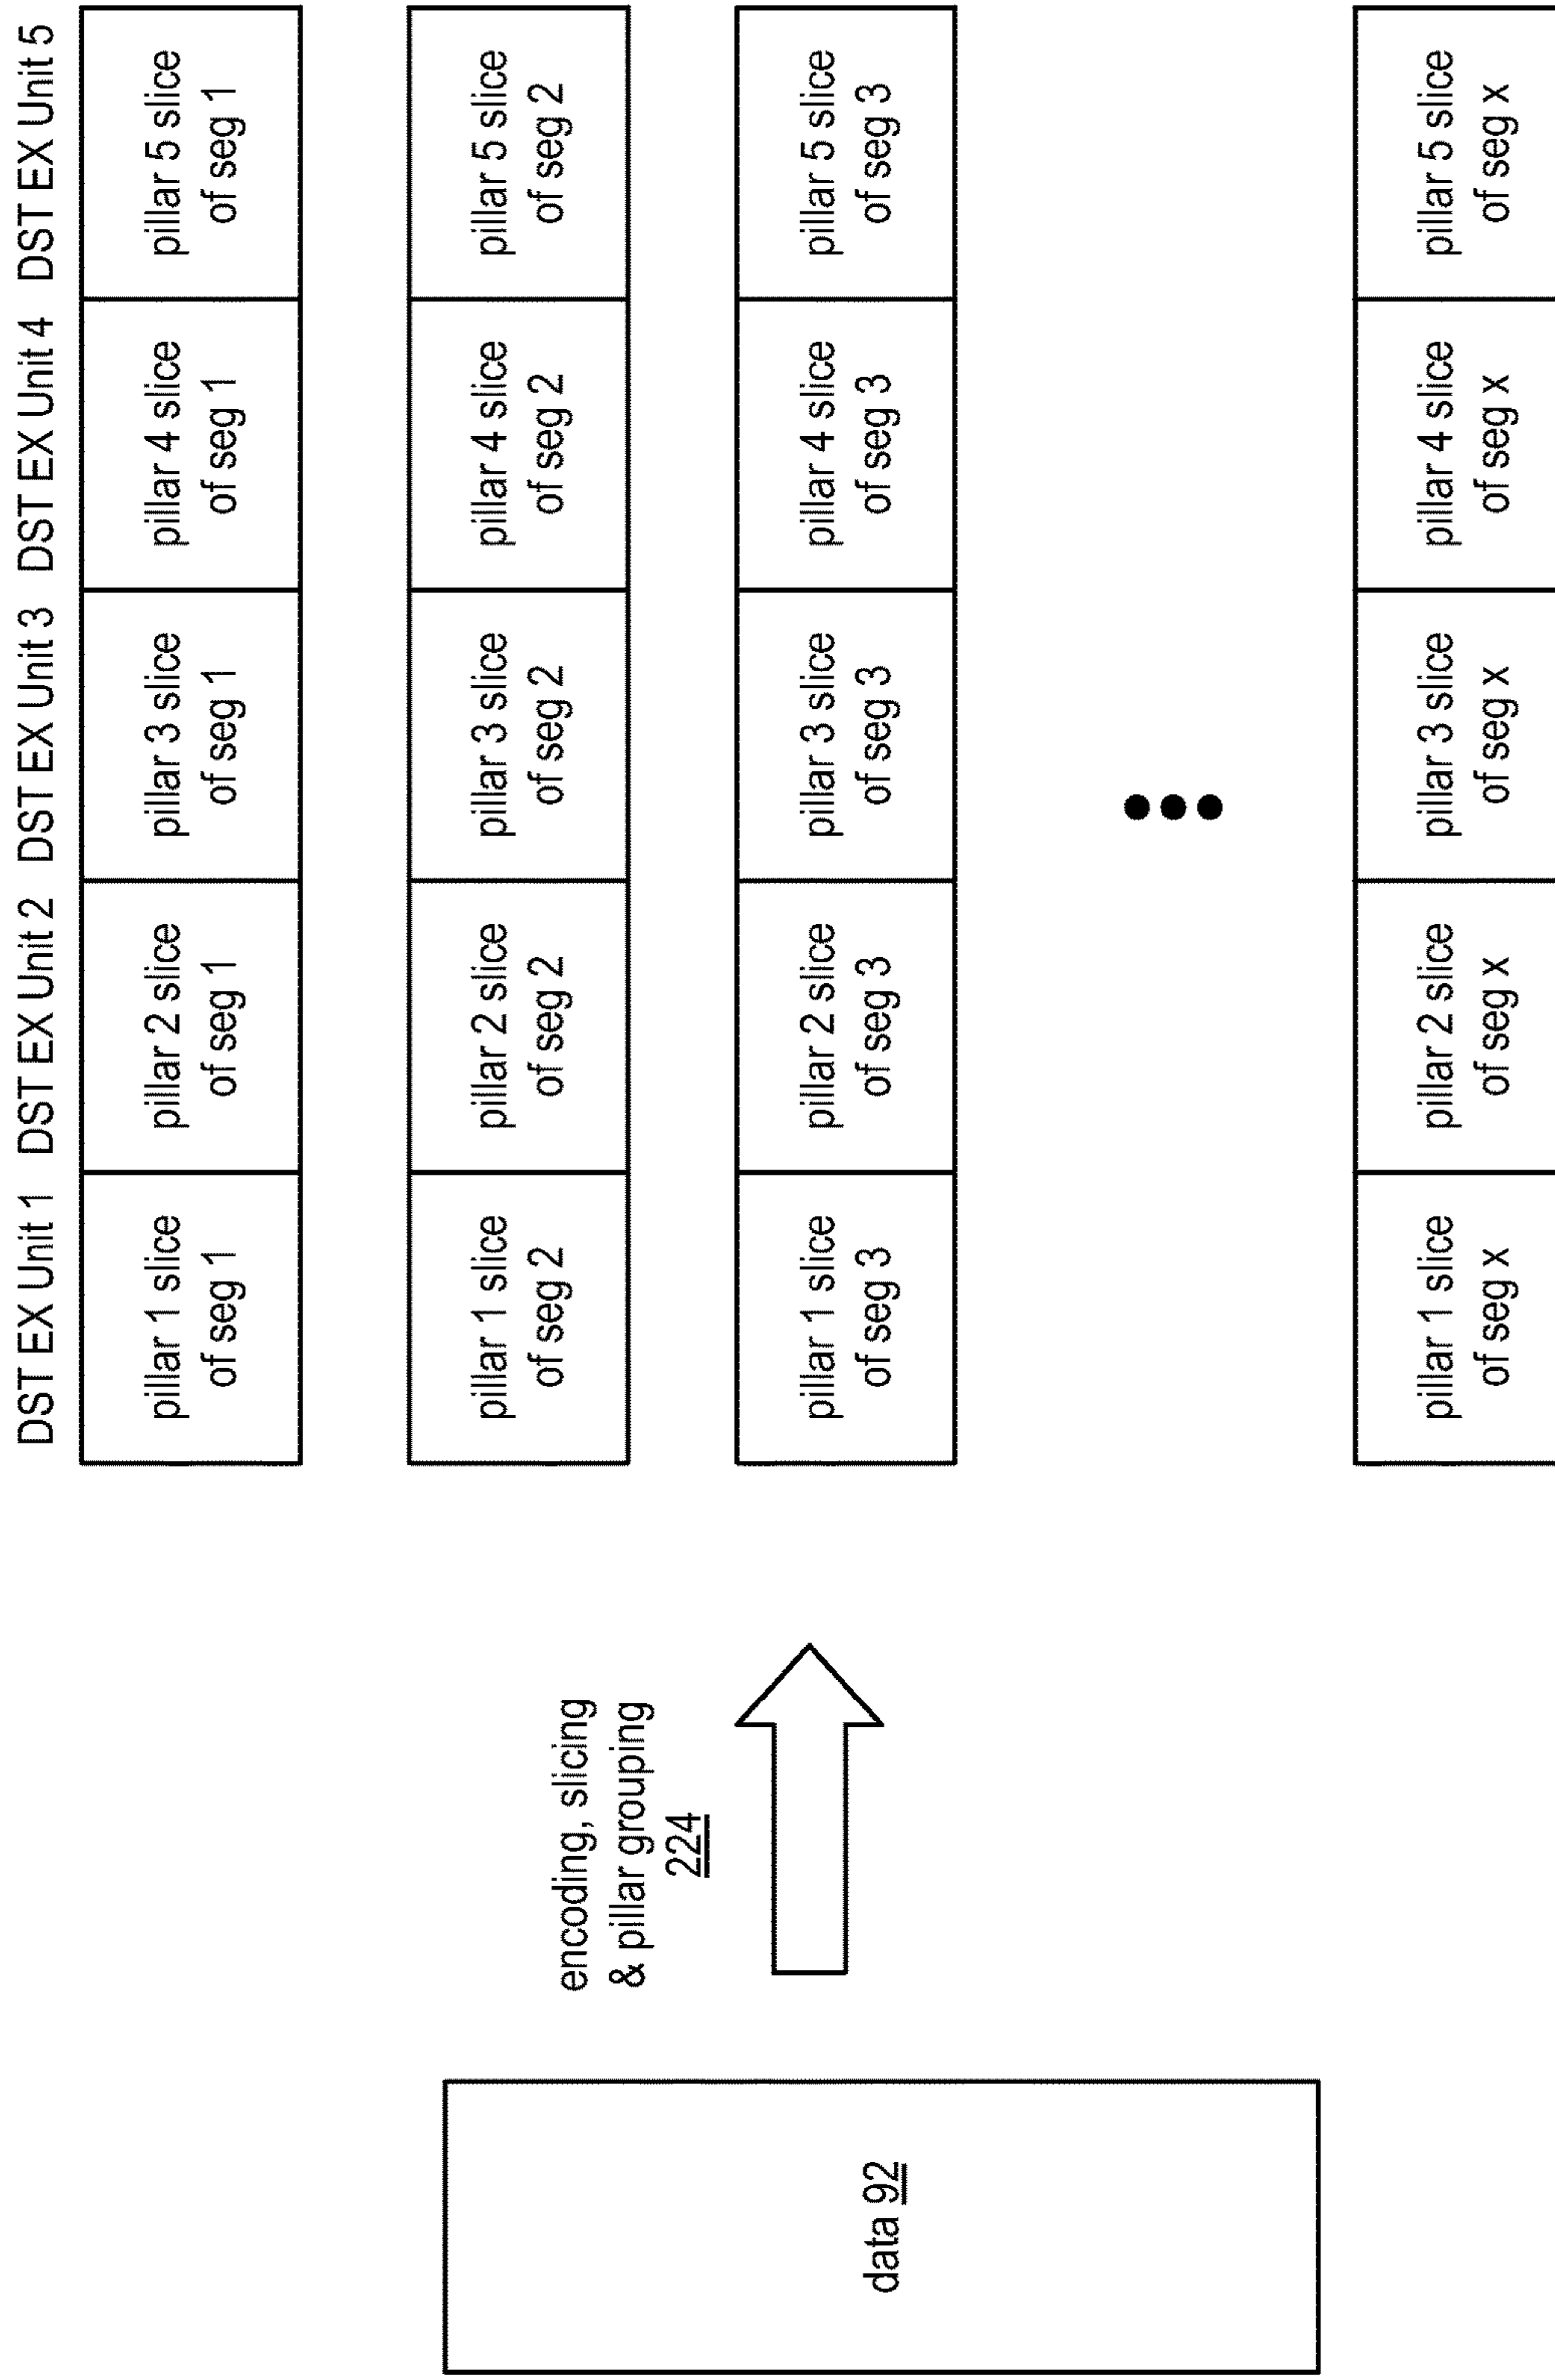 data 92
encoding, slicing
& pillar grouping
224
DST EX Unit 1 DST EX Unit 2 DST EX Unit 3 DST EX Unit 4 DST EX Unit 5
pillar 1 slice
of seg 1
pillar 2 slice
of seg 1
pillar 3 slice
of seg 1
pillar 4 slice
of seg 1
pillar 5 slice
of seg 1
pillar 1 slice
of seg 2
pillar 2 slice
of seg 2
pillar 3 slice
of seg 2
pillar 4 slice
of seg 2
pillar 5 slice
of seg 2
pillar 1 slice
of seg 3
pillar 2 slice
of seg 3
pillar 3 slice
of seg 3
pillar 4 slice
of seg 3
pillar 5 slice
of seg 3
pillar 1 slice
of seg x
pillar 2 slice
of seg x
pillar 3 slice
of seg x
pillar 4 slice
of seg x
pillar 5 slice
of seg x